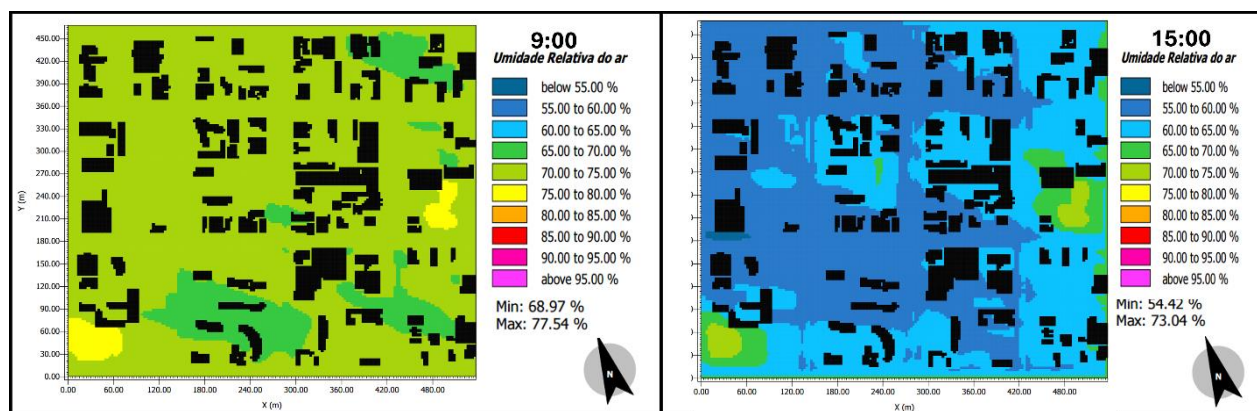 9:00
Umidade Relativa do ar
below 55.00 %
55.00 to 60.00 %
60.00 to 65.00 %
65.00 to 70.00 %
70.00 to 75.00 %
75.00 to 80.00 %
80.00 to 85.00 %
85.00 to 90.00 %
90.00 to 95.00 %
above 95.00 %
Min: 68.97 %
Max: 77.54 %
N
450.00
420.00
390.00
360.00
330.00
300.00
270.00
240.00
210.00
180.00
150.00
120.00
90.00
60.00
30.00
0.00
Y (m)
0.00 60.00 120.00 180.00 240.00 300.00 360.00 420.00 480.00
X (m)
15:00
Umidade Relativa do ar
below 55.00 %
55.00 to 60.00 %
60.00 to 65.00 %
65.00 to 70.00 %
70.00 to 75.00 %
75.00 to 80.00 %
80.00 to 85.00 %
85.00 to 90.00 %
90.00 to 95.00 %
above 95.00 %
Min: 54.42 %
Max: 73.04 %
N
0.00 60.00 120.00 180.00 240.00 300.00 360.00 420.00 480.00
X (m)